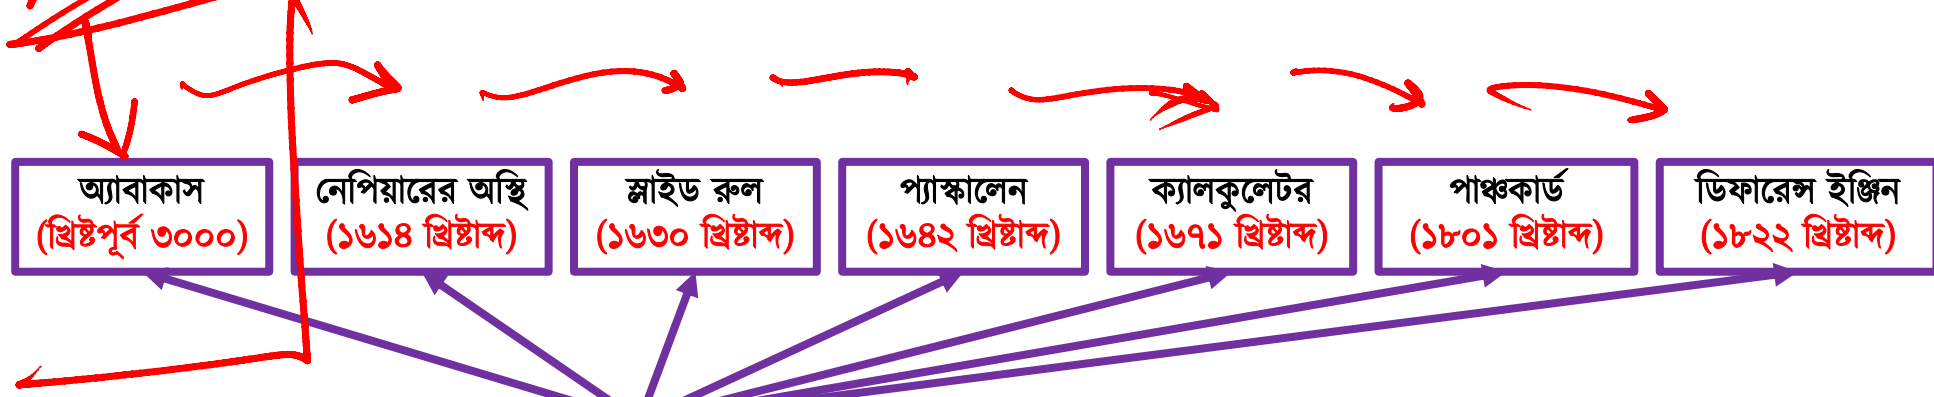 অ্যাবাকাস
(খ্রিষ্টপূর্ব ৩০০০)
নেপিয়ারের অস্থি
(১৬১৪ খ্রিষ্টাব্দ)
স্লাইড রুল
(১৬৩০ খ্রিষ্টাব্দ)
প্যাস্কালেন
(১৬৪২ খ্রিষ্টাব্দ)
ক্যালকুলেটর
(১৬৭১ খ্রিষ্টাব্দ)
পাঞ্চকার্ড
(১৮০১ খ্রিষ্টাব্দ)
ডিফারেন্স ইঞ্জিন
(১৮২২ খ্রিষ্টাব্দ)